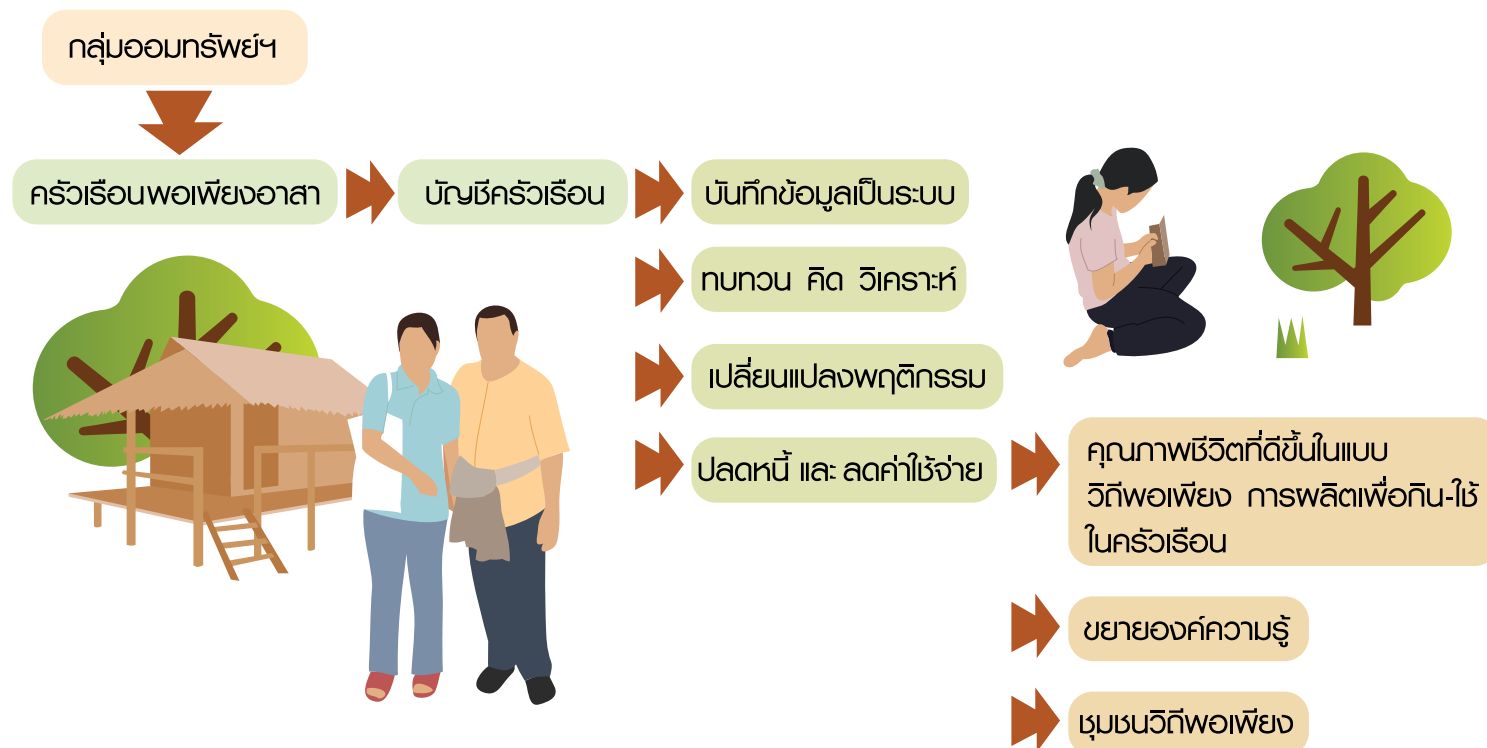 กลุ่มออมทรัพย์ฯ
ครัวเรือนพอเพียงอาสา
บัญชีครัวเรือน
บันทึกข้อมูลเป็นระบบ
ทบทวน คิด วิเคราะห์
เปลี่ยนแปลงพฤติกรรม
ปลดหนี้ และ ลดค่าใช้จ่าย
คุณภาพชีวิตที่ดีขึ้นในแบบ
วิถีพอเพียง การผลิตเพื่อกิน-ใช้
ในครัวเรือน
ขยายองค์ความรู้
ชุมชนวิถีพอเพียง